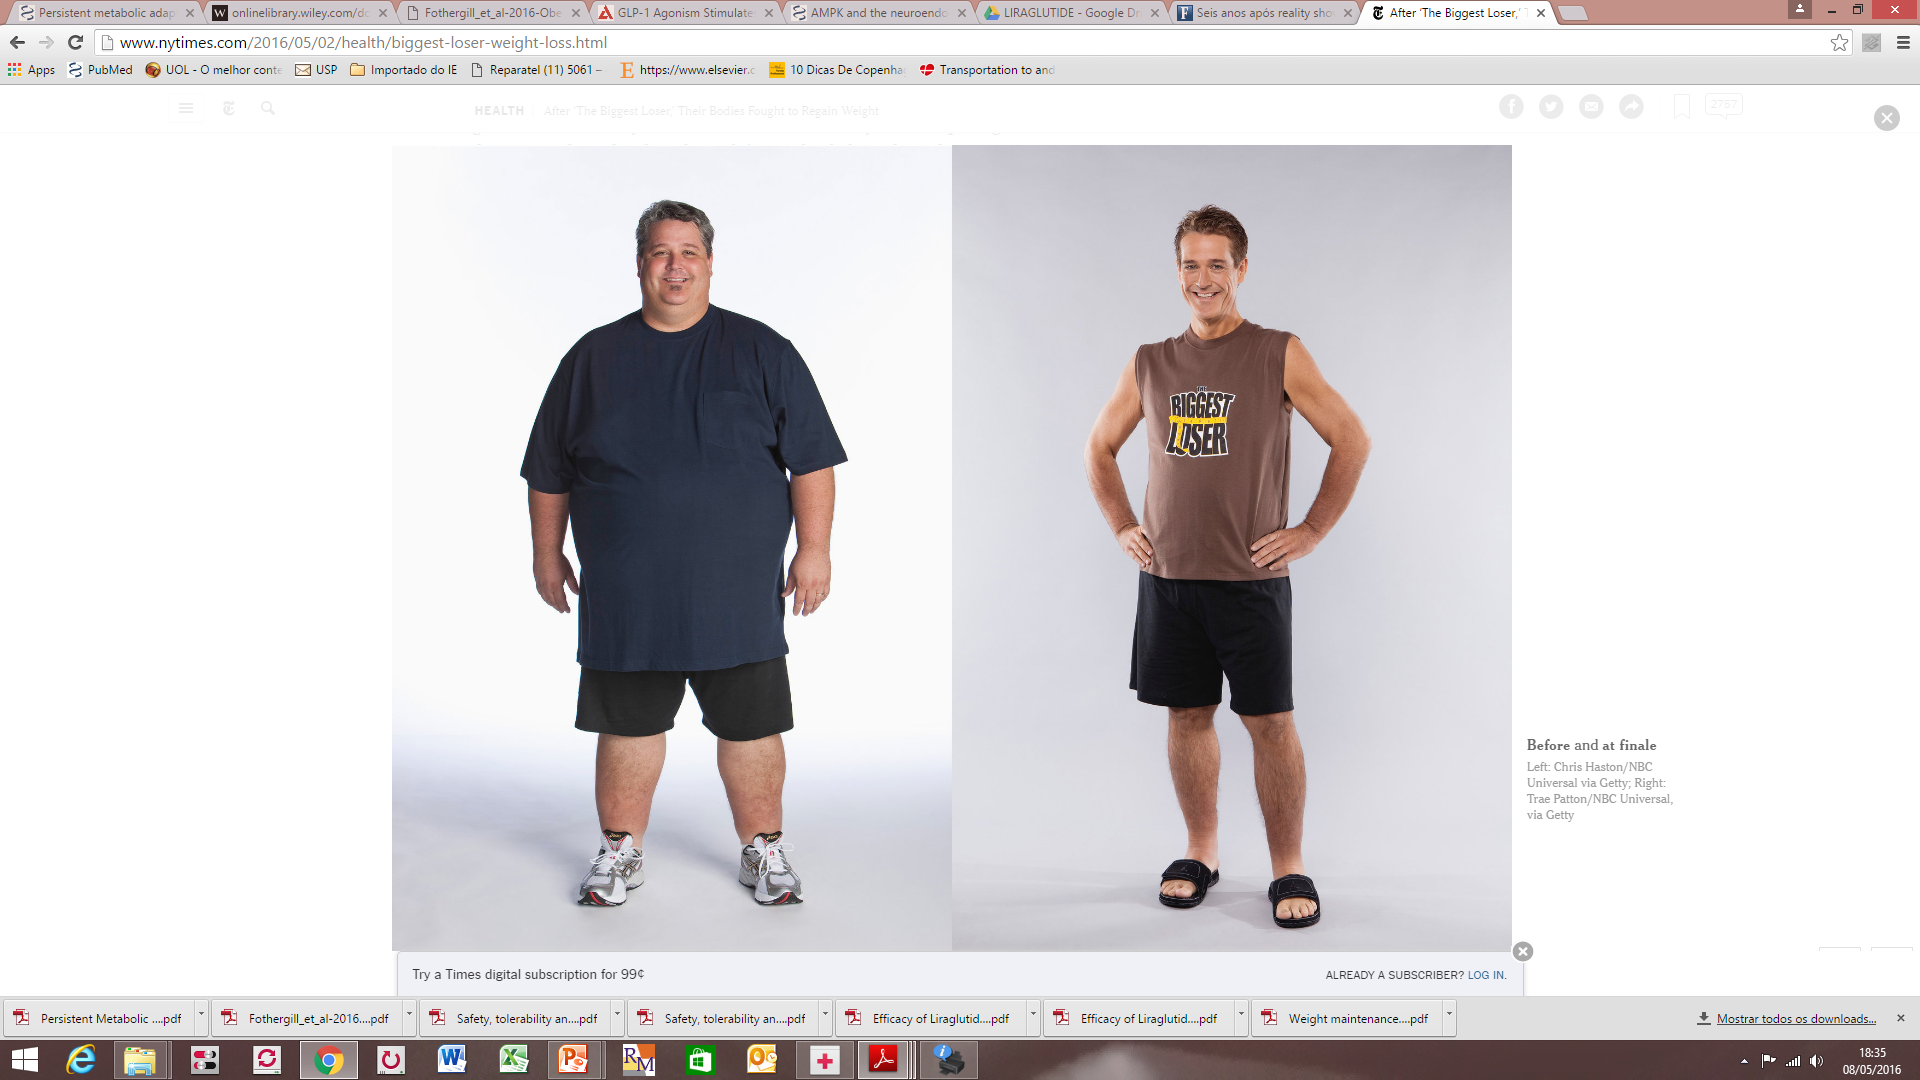 Persistent metabolic adap
onlinelibrary.wiley.com/do
Fothergill_et_al-2016-Obe
GLP-1 Agonism Stimulate
AMPK and the neuroendo
LIRAGLUTIDE - Google Dr
Seis anos após reality sho
After 'The Biggest Loser,' T
www.nytimes.com/2016/05/02/health/biggest-loser-weight-loss.html
Apps
PubMed
UOL - O melhor conte
USP
Importado do IE
Reparatel (11) 5061 –
https://www.elsevier.c
10 Dicas De Copenha
Transportation to and
HEALTH
After 'The Biggest Loser,' Their Bodies Fought to Regain Weight
2757
THE
BIGGEST
LOSER
Before and at finale
Left: Chris Haston/NBC
Universal via Getty; Right:
Trae Patton/NBC Universal,
via Getty
Try a Times digital subscription for 99¢
ALREADY A SUBSCRIBER? LOG IN.
Persistent Metabolic ....pdf
Fothergill_et_al-2016....pdf
Safety, tolerability an....pdf
Safety, tolerability an....pdf
Efficacy of Liraglutid....pdf
Efficacy of Liraglutid....pdf
Weight maintenance....pdf
Mostrar todos os downloads...
18:35
08/05/2016